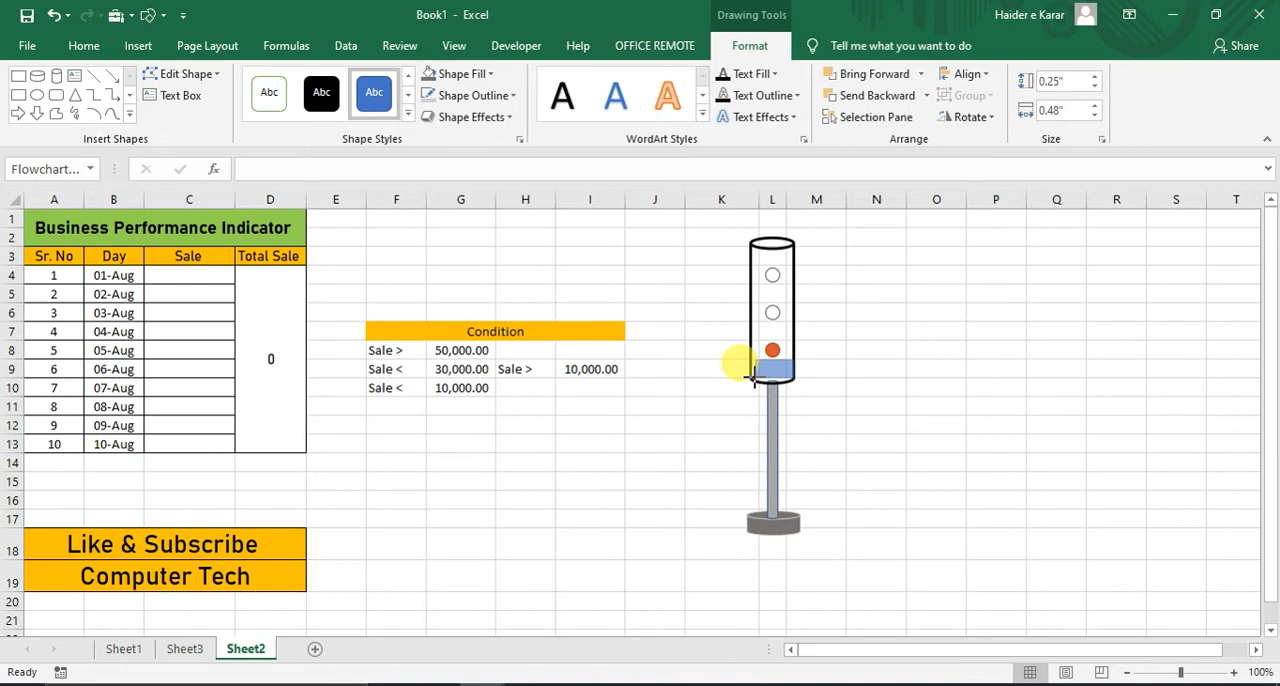 Book1 - Excel
Drawing Tools
Haider e Karar
File Home Insert Page Layout Formulas Data Review View Developer Help OFFICE REMOTE Format Tell me what you want to do Share
Edit Shape
Text Box
Insert Shapes
Abc Abc Abc
Shape Fill
Shape Outline
Shape Effects
Shape Styles
A A A
Text Fill
Text Outline
Text Effects
WordArt Styles
Bring Forward
Send Backward
Selection Pane
Align
Group
Rotate
Arrange
0.25"
0.48"
Size
Flowchart... fx
A B C D E F G H I J K L M N O P Q R S T
1
2
3
4
5
6
7
8
9
10
11
12
13
14
15
16
17
18
19
20
21
Business Performance Indicator
Sr. No Day Sale Total Sale
1 01-Aug
2 02-Aug
3 03-Aug
4 04-Aug
5 05-Aug
6 06-Aug
7 07-Aug
8 08-Aug
9 09-Aug
10 10-Aug
0
Condition
Sale > 50,000.00
Sale < 30,000.00 Sale > 10,000.00
Sale < 10,000.00
Like & Subscribe
Computer Tech
Sheet1 Sheet3 Sheet2
Ready 100%